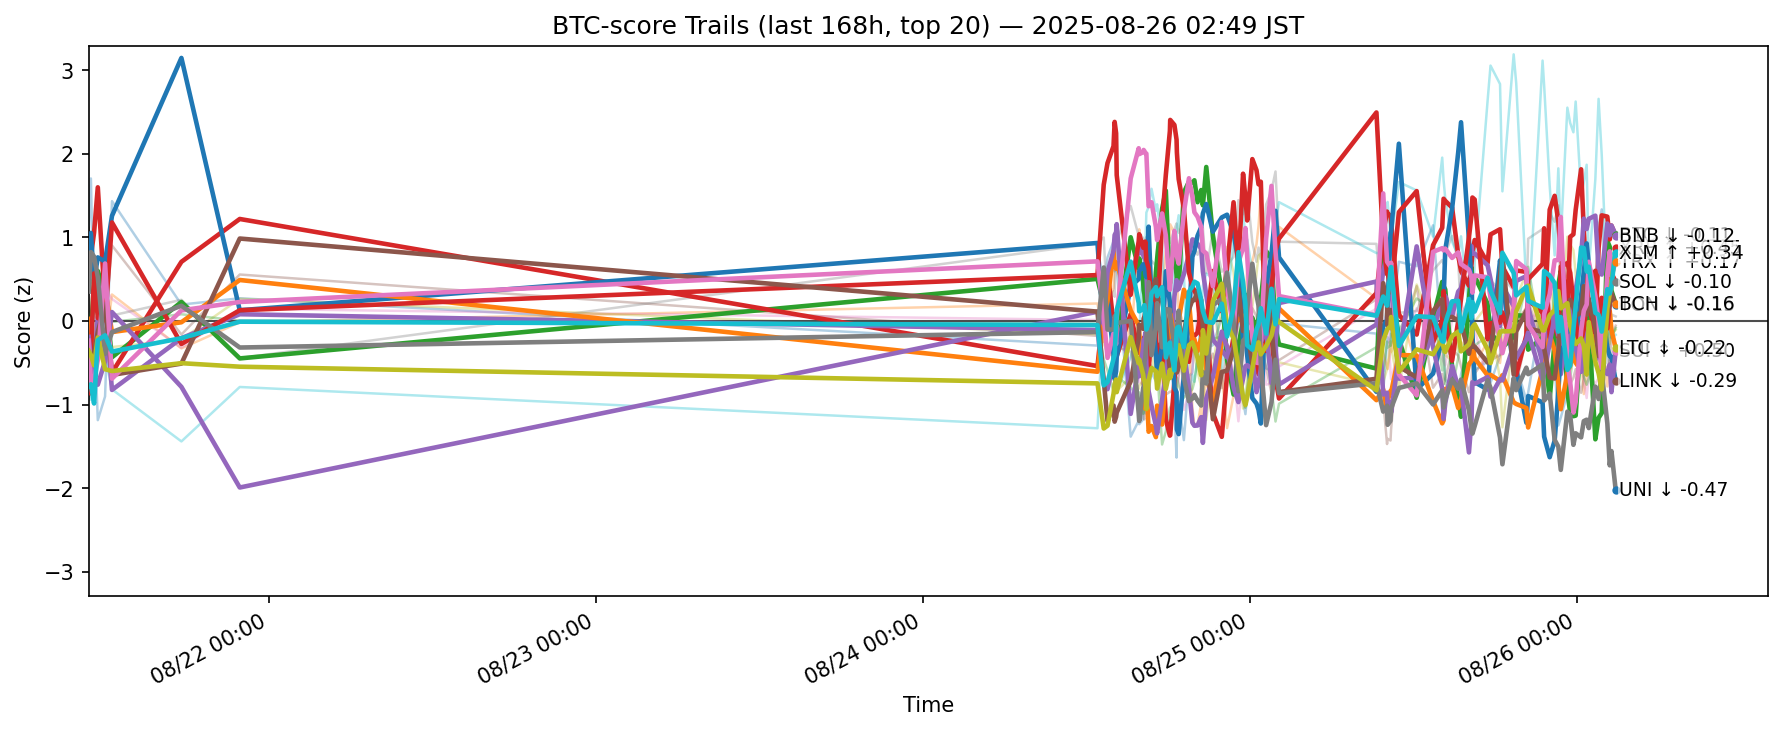 BTC-score Trails (last 168h, top 20) — 2025-08-26 02:49 JST
3
2
1
0
−1
−2
−3
Score (z)
BNB ↓ -0.12
XLM ↑ +0.34
TRX ↑ +0.17
SOL ↓ -0.10
BCH ↓ -0.16
LTC ↓ -0.22
LINK ↓ -0.29
UNI ↓ -0.47
08/22 00:00
08/23 00:00
08/24 00:00
08/25 00:00
08/26 00:00
Time